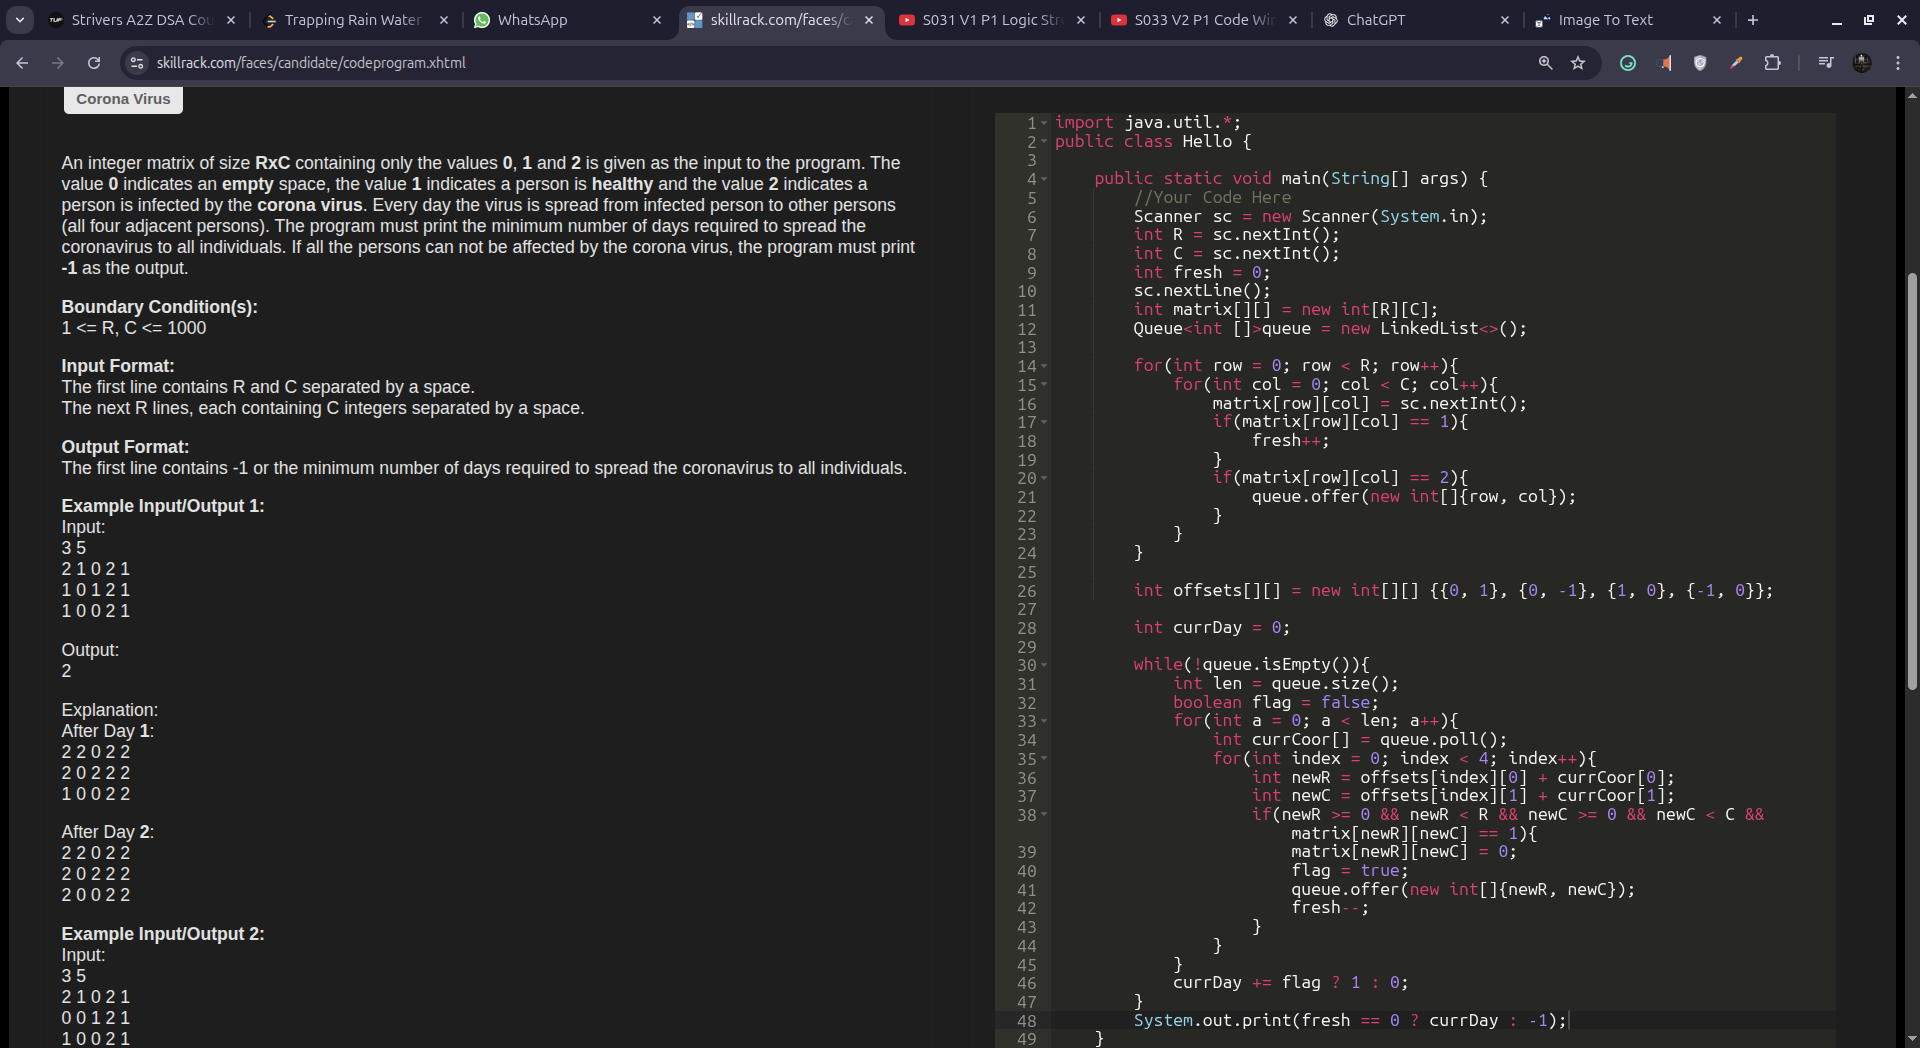 Strivers A2Z DSA Cou
Trapping Rain Water
WhatsApp
skillrack.com/faces/c
S031 V1 P1 Logic Str
S033 V2 P1 Code Win
ChatGPT
Image To Text
skillrack.com/faces/candidate/codeprogram.xhtml
Corona Virus
An integer matrix of size RxC containing only the values 0, 1 and 2 is given as the input to the program. The
value 0 indicates an empty space, the value 1 indicates a person is healthy and the value 2 indicates a
person is infected by the corona virus. Every day the virus is spread from infected person to other persons
(all four adjacent persons). The program must print the minimum number of days required to spread the
coronavirus to all individuals. If all the persons can not be affected by the corona virus, the program must print
-1 as the output.
Boundary Condition(s):
1 <= R, C <= 1000
Input Format:
The first line contains R and C separated by a space.
The next R lines, each containing C integers separated by a space.
Output Format:
The first line contains -1 or the minimum number of days required to spread the coronavirus to all individuals.
Example Input/Output 1:
Input:
3 5
2 1 0 2 1
1 0 1 2 1
1 0 0 2 1
Output:
2
Explanation:
After Day 1:
2 2 0 2 2
2 0 2 2 2
1 0 0 2 2
After Day 2:
2 2 0 2 2
2 0 2 2 2
2 0 0 2 2
Example Input/Output 2:
Input:
3 5
2 1 0 2 1
0 0 1 2 1
1 0 0 2 1
1 import java.util.*;
2 public class Hello {
3
4 public static void main(String[] args) {
5 //Your Code Here
6 Scanner sc = new Scanner(System.in);
7 int R = sc.nextInt();
8 int C = sc.nextInt();
9 int fresh = 0;
10 sc.nextLine();
11 int matrix[][] = new int[R][C];
12 Queue<int []>queue = new LinkedList<>();
13
14 for(int row = 0; row < R; row++){
15 for(int col = 0; col < C; col++){
16 matrix[row][col] = sc.nextInt();
17 if(matrix[row][col] == 1){
18 fresh++;
19 }
20 if(matrix[row][col] == 2){
21 queue.offer(new int[]{row, col});
22 }
23 }
24 }
25
26 int offsets[][] = new int[][] {{0, 1}, {0, -1}, {1, 0}, {-1, 0}};
27
28 int currDay = 0;
29
30 while(!queue.isEmpty()){
31 int len = queue.size();
32 boolean flag = false;
33 for(int a = 0; a < len; a++){
34 int currCoor[] = queue.poll();
35 for(int index = 0; index < 4; index++){
36 int newR = offsets[index][0] + currCoor[0];
37 int newC = offsets[index][1] + currCoor[1];
38 if(newR >= 0 && newR < R && newC >= 0 && newC < C &&
matrix[newR][newC] == 1){
39 matrix[newR][newC] = 0;
40 flag = true;
41 queue.offer(new int[]{newR, newC});
42 fresh--;
43 }
44 }
45 }
46 currDay += flag ? 1 : 0;
47 }
48 System.out.print(fresh == 0 ? currDay : -1);
49 }